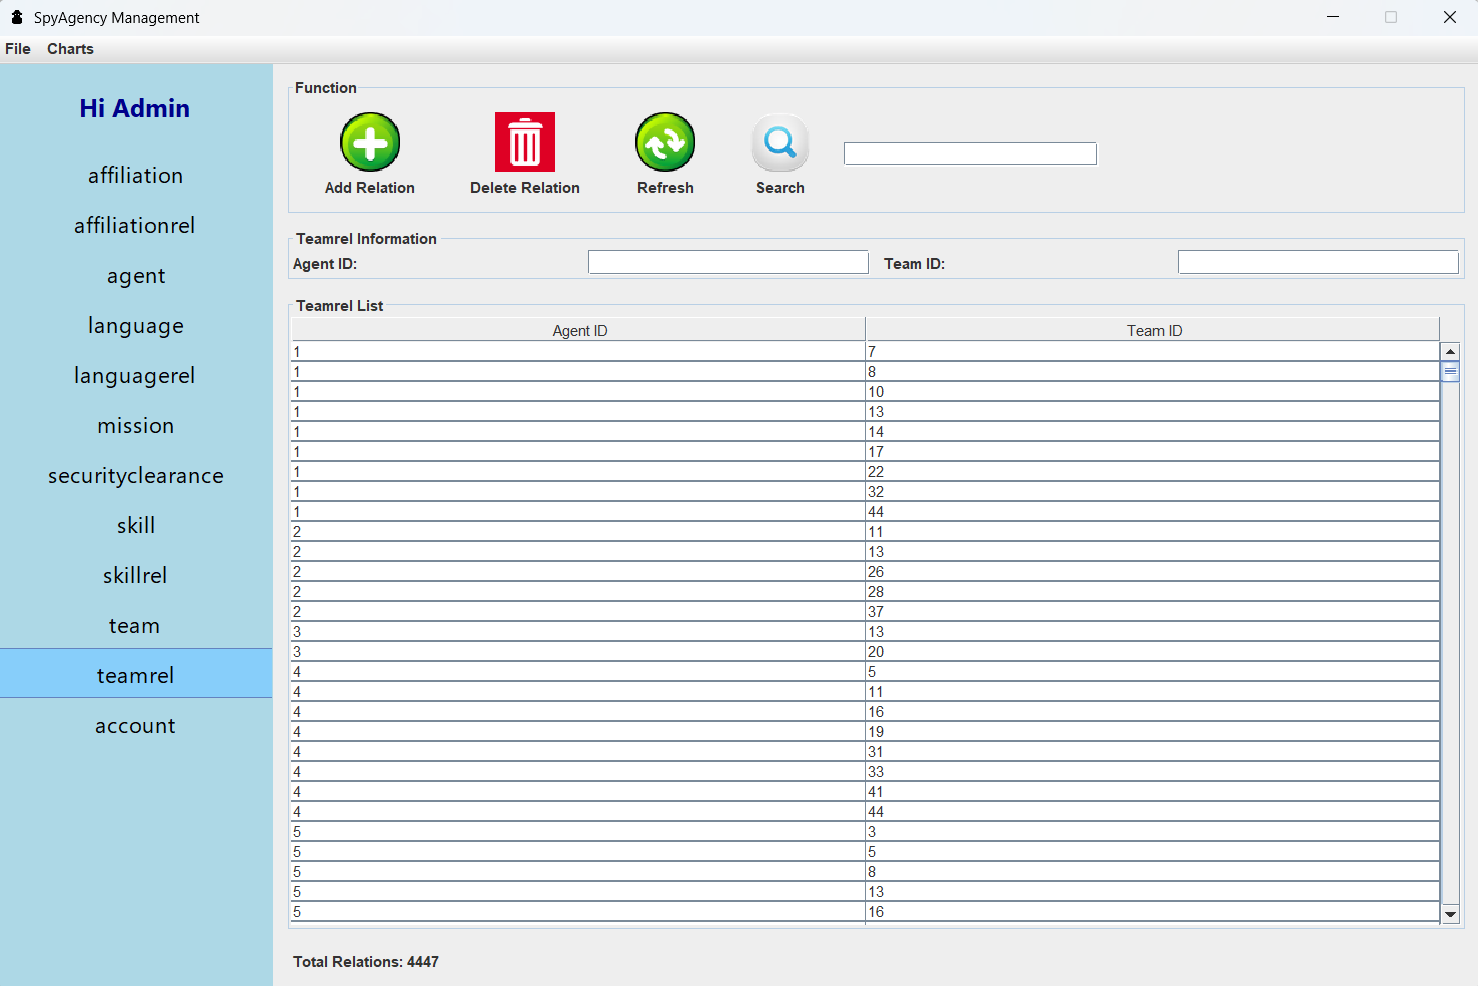 SpyAgency Management
File Charts
Hi Admin
affiliation
affiliationrel
agent
language
languagerel
mission
securityclearance
skill
skillrel
team
teamrel
account
Function
Add Relation Delete Relation Refresh Search
Teamrel Information
Agent ID: Team ID:
Teamrel List
Agent ID Team ID
1 7
1 8
1 10
1 13
1 14
1 17
1 22
1 32
1 44
2 11
2 13
2 26
2 28
2 37
3 13
3 20
4 5
4 11
4 16
4 19
4 31
4 33
4 41
4 44
5 3
5 5
5 8
5 13
5 16
Total Relations: 4447